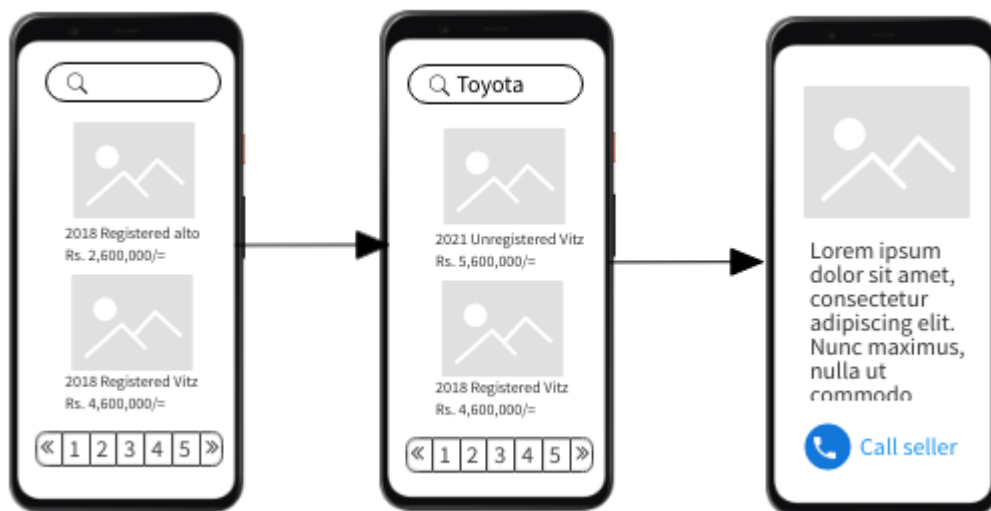 2018 Registered alto
Rs. 2,600,000/=
2018 Registered Vitz
Rs. 4,600,000/=
« 1 2 3 4 5 »
Toyota
2021 Unregistered Vitz
Rs. 5,600,000/=
2018 Registered Vitz
Rs. 4,600,000/=
« 1 2 3 4 5 »
Lorem ipsum
dolor sit amet,
consectetur
adipiscing elit.
Nunc maximus,
nulla ut
commodo
Call seller